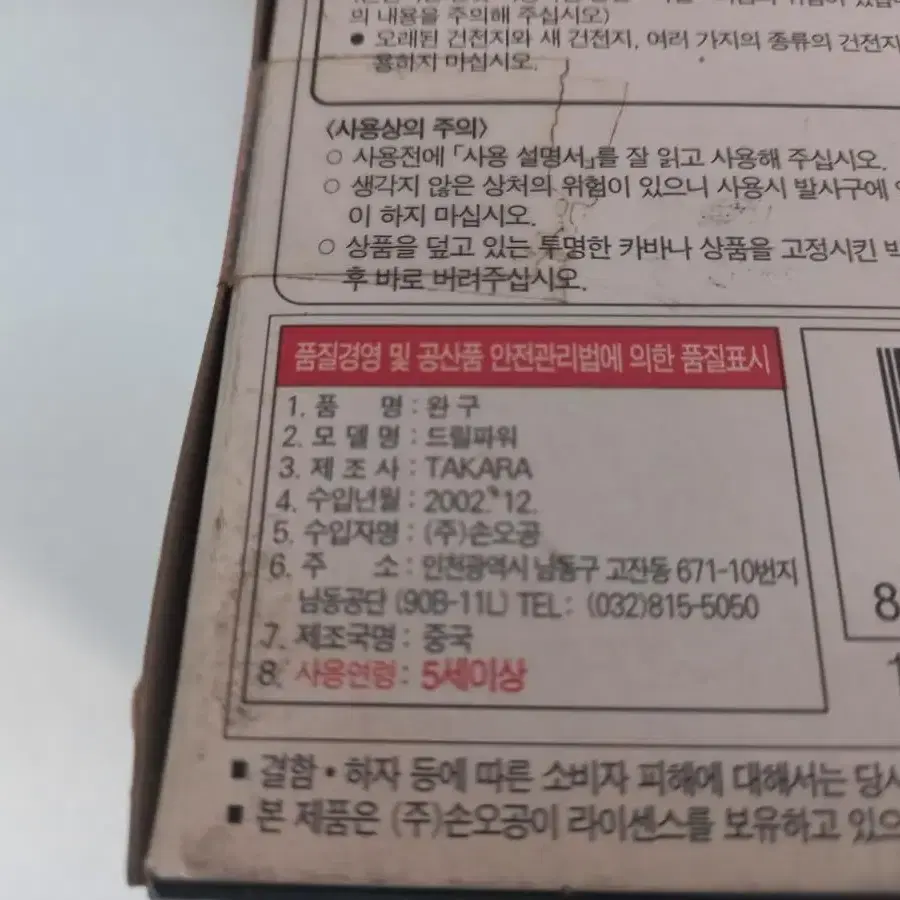 의 내용을 주의해 주십시오)
● 오래된 건전지와 새 건전지, 여러 가지의 종류의 건전지
용하지 마십시오.
〈사용상의 주의〉
○ 사용전에 「사용 설명서」를 잘 읽고 사용해 주십시오.
○ 생각지 않은 상처의 위험이 있으니 사용시 발사구에
이 하지 마십시오.
○ 상품을 덮고 있는 투명한 카바나 상품을 고정시킨
후 바로 버려주십시오.
품질경영 및 공산품 안전관리법에 의한 품질표시
1. 품 명 : 완구
2. 모델명 : 드릴파워
3. 제조사 : TAKARA
4. 수입년월 : 2002. 12.
5. 수입자명 : (주)손오공
6. 주 소 : 인천광역시 남동구 고잔동 671-10번지
남동공단 (90B-11L) TEL : (032)815-5050
7. 제조국명 : 중국
8. 사용연령 : 5세이상
8
■ 결함·하자 등에 따른 소비자 피해에 대해서는 당사
■ 본 제품은 (주)손오공이 라이센스를 보유하고 있으